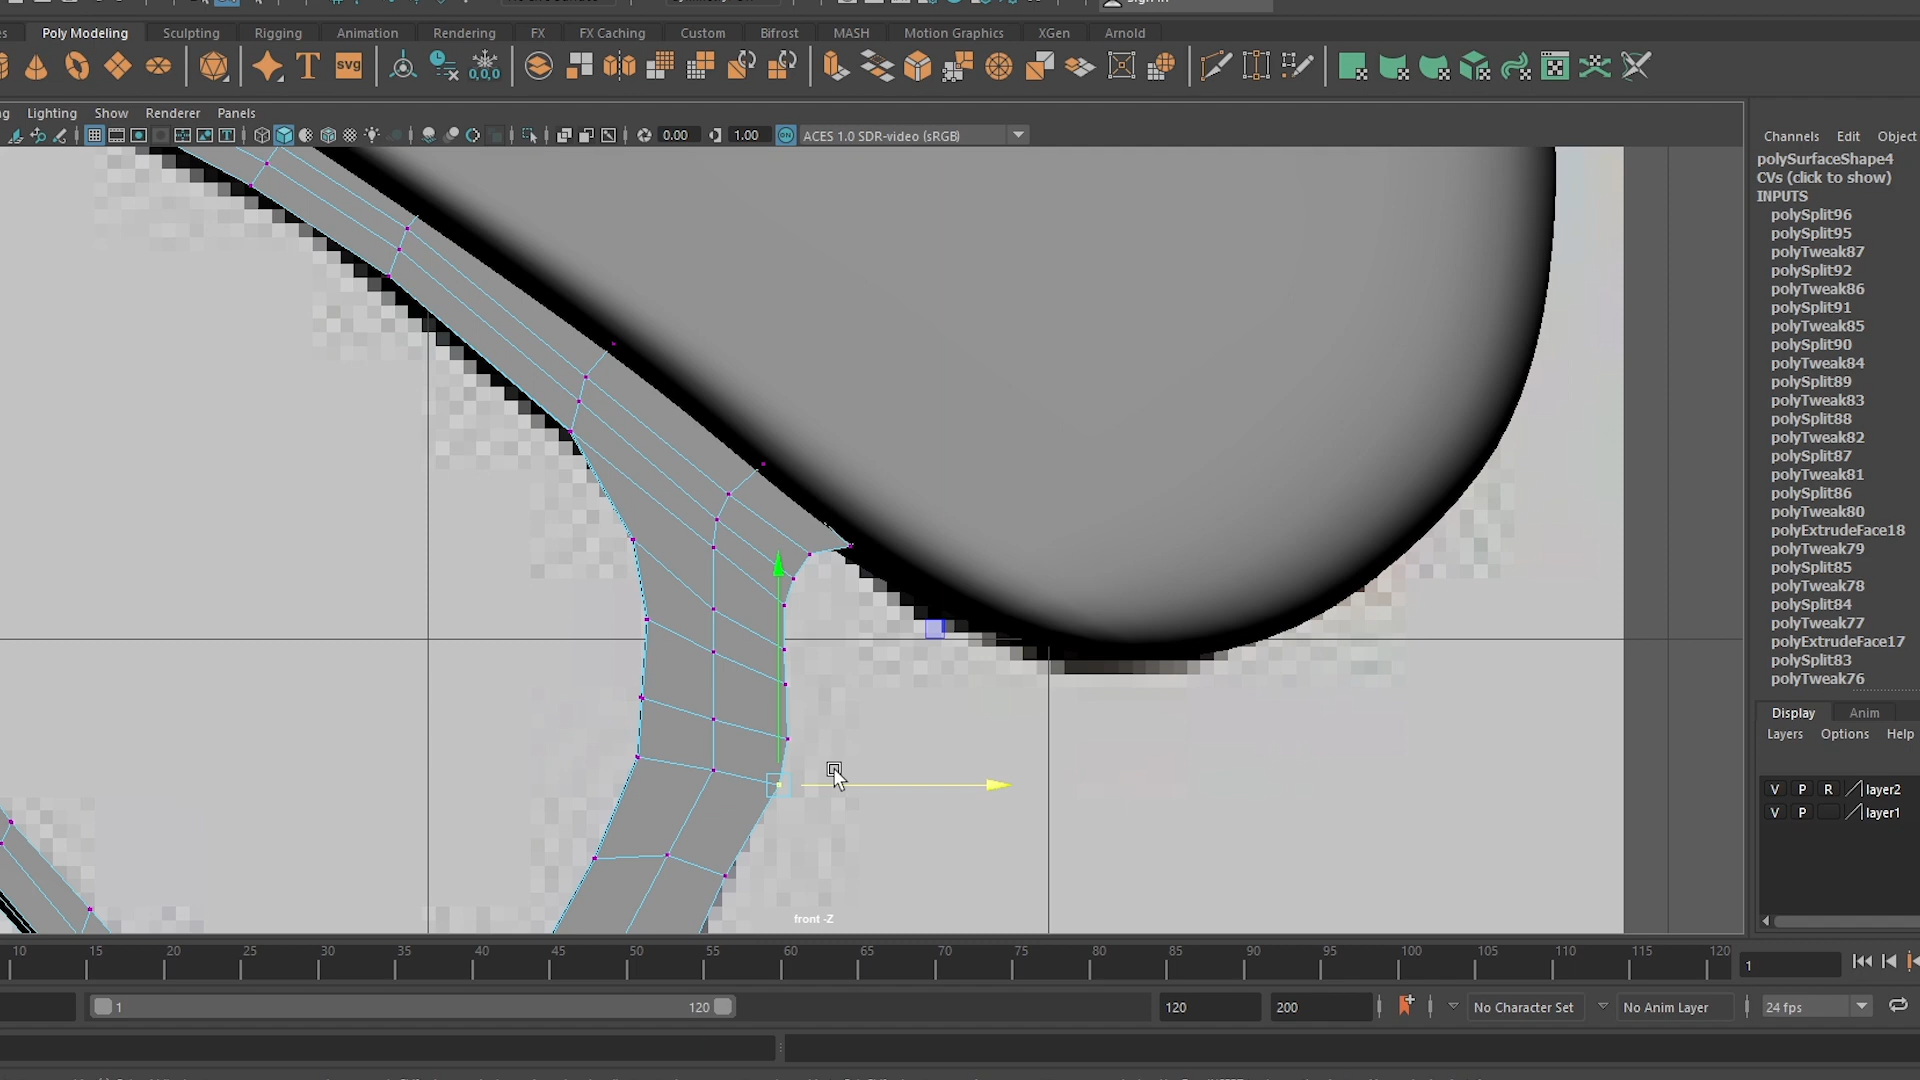 Poly Modeling Sculpting Rigging Animation Rendering FX FX Caching Custom Bifrost MASH Motion Graphics XGen Arnold
T svg 0,0,0
Lighting Show Renderer Panels
0.00 1.00 ON ACES 1.0 SDR-video (sRGB)
Channels Edit Object
polySurfaceShape4
CVs (click to show)
INPUTS
polySplit96
polySplit95
polyTweak87
polySplit92
polyTweak86
polySplit91
polyTweak85
polySplit90
polyTweak84
polySplit89
polyTweak83
polySplit88
polyTweak82
polySplit87
polyTweak81
polySplit86
polyTweak80
polyExtrudeFace18
polyTweak79
polySplit85
polyTweak78
polySplit84
polyTweak77
polyExtrudeFace17
polySplit83
polyTweak76
Display Anim
Layers Options Help
V P R layer2
V P layer1
front -Z
10 15 20 25 30 35 40 45 50 55 60 65 70 75 80 85 90 95 100 105 110 115 120
1
1 120 120 200 No Character Set No Anim Layer 24 fps